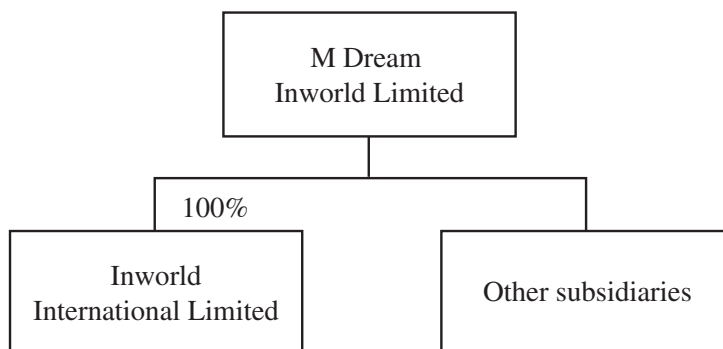 M Dream
Inworld Limited
100%
Inworld
International Limited
Other subsidiaries